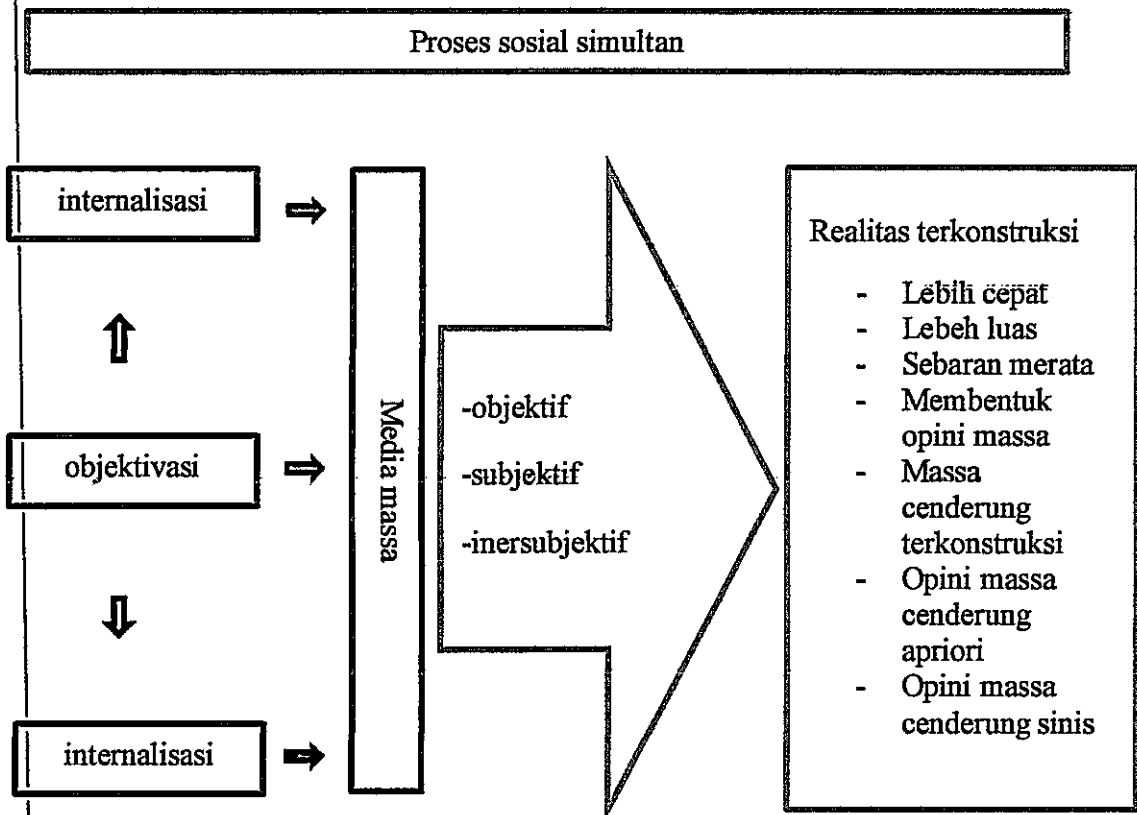 Proses sosial simultan
internalisasi
objektivasi
internalisasi
Media massa
-objektif
-subjektif
-inersubjektif
Realitas terkonstruksi
- Lebih cepat
- Lebeh luas
- Sebaran merata
- Membentuk
opini massa
- Massa
cenderung
terkonstruksi
- Opini massa
cenderung
apriori
- Opini massa
cenderung sinis